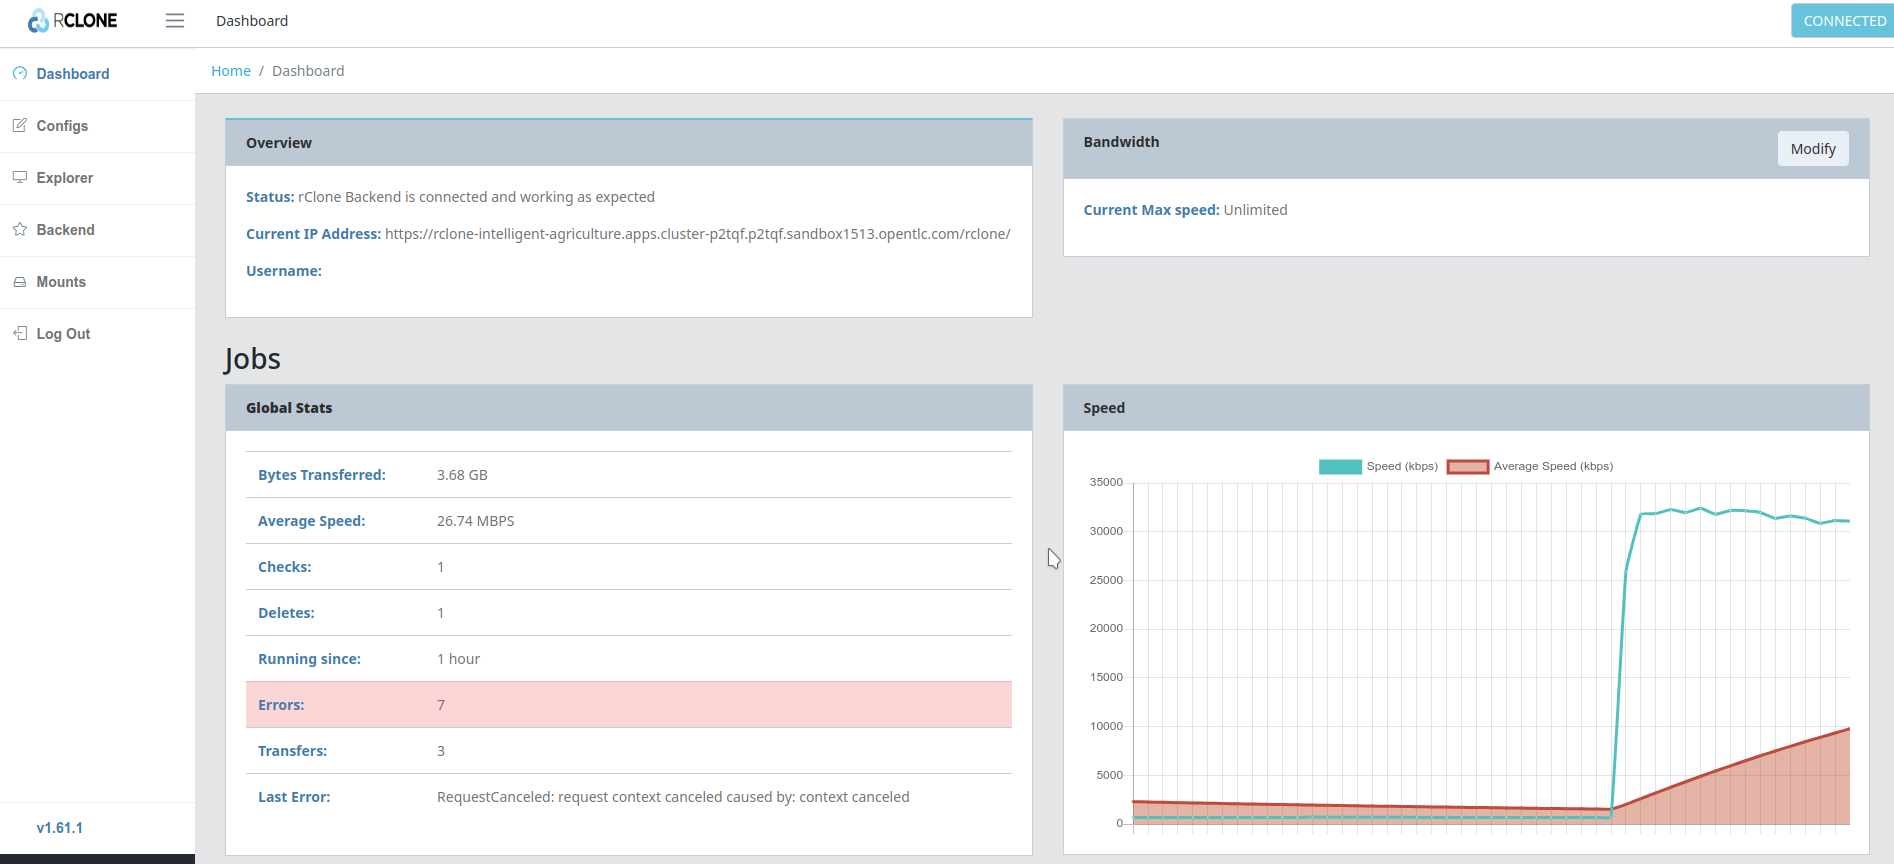 RCLONE
Dashboard
CONNECTED
Dashboard
Configs
Explorer
Backend
Mounts
Log Out
v1.61.1
Home / Dashboard
Overview
Status: rClone Backend is connected and working as expected
Current IP Address: https://rclone-intelligent-agriculture.apps.cluster-p2tqf.p2tqf.sandbox1513.opentlc.com/rclone/
Username:
Bandwidth
Modify
Current Max speed: Unlimited
Jobs
Global Stats
Bytes Transferred: 3.68 GB
Average Speed: 26.74 MBPS
Checks: 1
Deletes: 1
Running since: 1 hour
Errors: 7
Transfers: 3
Last Error: RequestCanceled: request context canceled caused by: context canceled
Speed
Speed (kbps) Average Speed (kbps)
35000
30000
25000
20000
15000
10000
5000
0